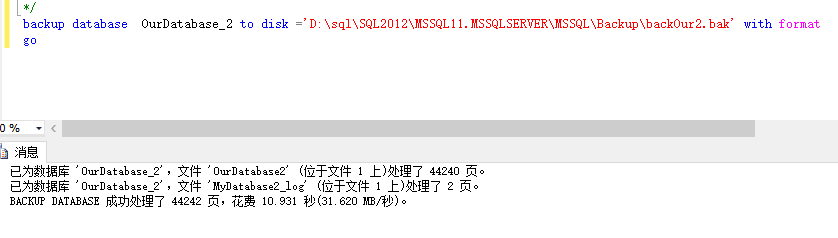 */
backup database  OurDatabase_2 to disk ='D:\sql\SQL2012\MSSQL11.MSSQLSERVER\MSSQL\Backup\backOur2.bak' with format
go
0 %
消息
已为数据库 'OurDatabase_2'，文件 'OurDatabase2' (位于文件 1 上)处理了 44240 页。
已为数据库 'OurDatabase_2'，文件 'MyDatabase2_log' (位于文件 1 上)处理了 2 页。
BACKUP DATABASE 成功处理了 44242 页，花费 10.931 秒(31.620 MB/秒)。